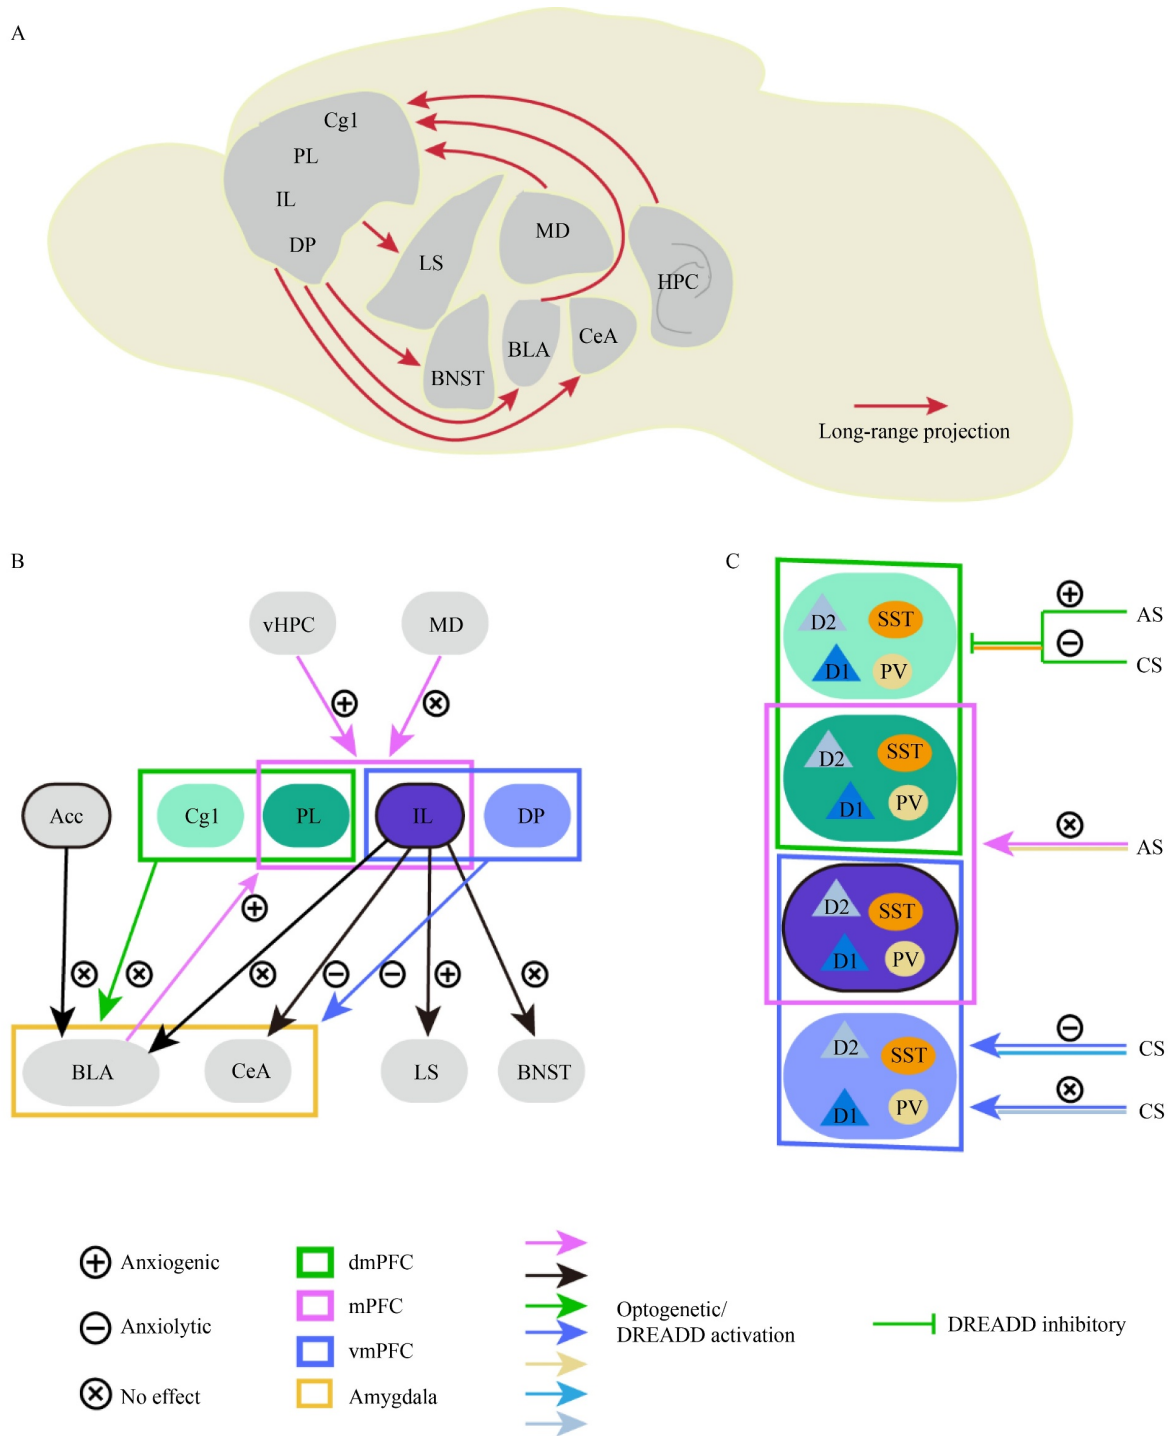 A
Cg1
PL
IL
DP
LS
MD
HPC
BNST
BLA
CeA
Long-range projection
B
vHPC
MD
Acc
Cg1
PL
IL
DP
BLA
CeA
LS
BNST
C
D2
SST
D1
PV
AS
CS
D2
SST
D1
PV
AS
D2
SST
D1
PV
D2
SST
D1
PV
CS
CS
Anxiogenic
Anxiolytic
No effect
dmPFC
mPFC
vmPFC
Amygdala
Optogenetic/
DREADD activation
DREADD inhibitory